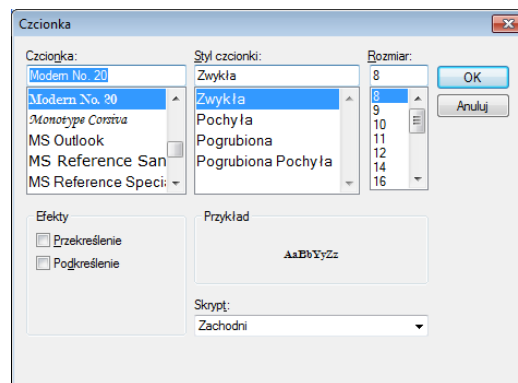 Czcionka
Czcionka:
Modern No. 20
Modern No. 20
Monotype Corsiva
MS Outlook
MS Reference San
MS Reference Speci
Styl czcionki:
Zwykła
Zwykła
Pochyła
Pogrubiona
Pogrubiona Pochyła
Rozmiar:
8
8
9
10
11
12
14
16
OK
Anuluj
Efekty
Przekreślenie
Podkreślenie
Przykład
AaBbYyZz
Skrypt:
Zachodni